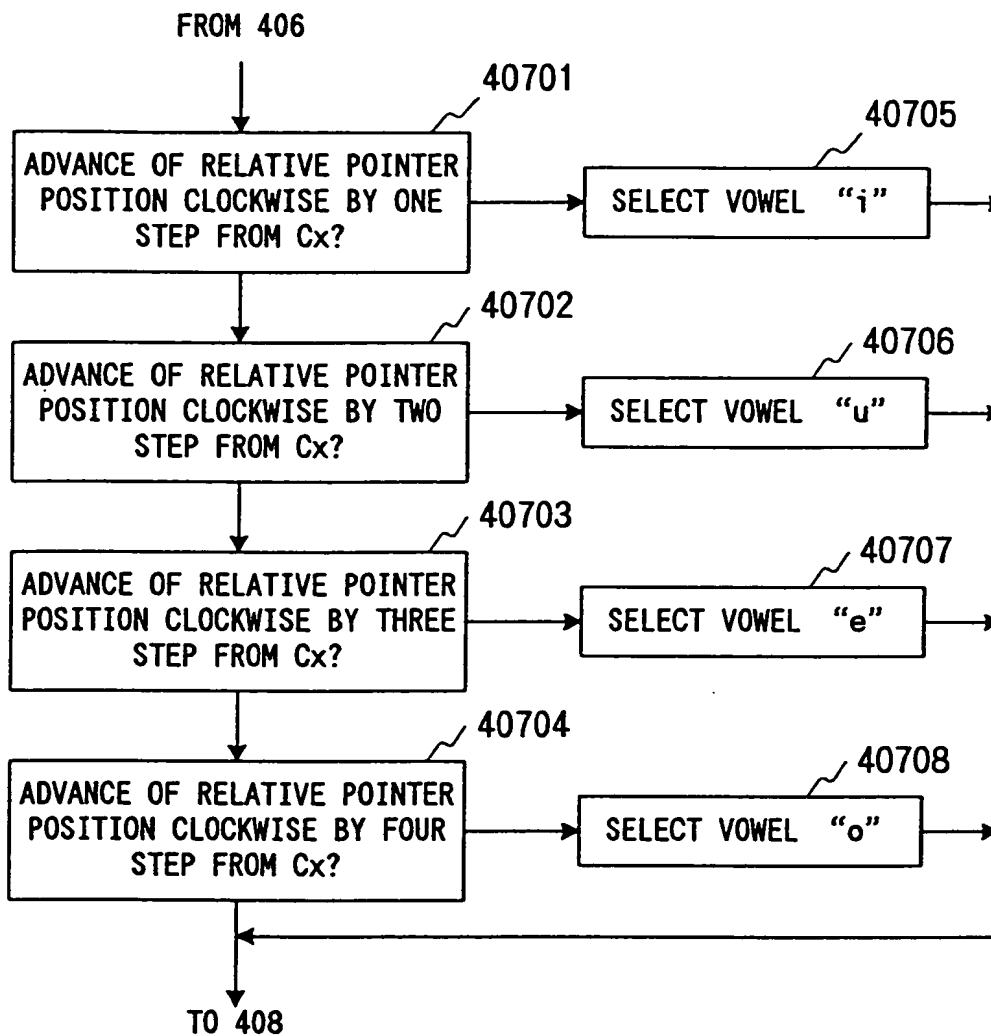 FROM 406
40701
ADVANCE OF RELATIVE POINTER
POSITION CLOCKWISE BY ONE
STEP FROM Cx?
40705
SELECT VOWEL “i”
40702
ADVANCE OF RELATIVE POINTER
POSITION CLOCKWISE BY TWO
STEP FROM Cx?
40706
SELECT VOWEL “u”
40703
ADVANCE OF RELATIVE POINTER
POSITION CLOCKWISE BY THREE
STEP FROM Cx?
40707
SELECT VOWEL “e”
40704
ADVANCE OF RELATIVE POINTER
POSITION CLOCKWISE BY FOUR
STEP FROM Cx?
40708
SELECT VOWEL “o”
TO 408